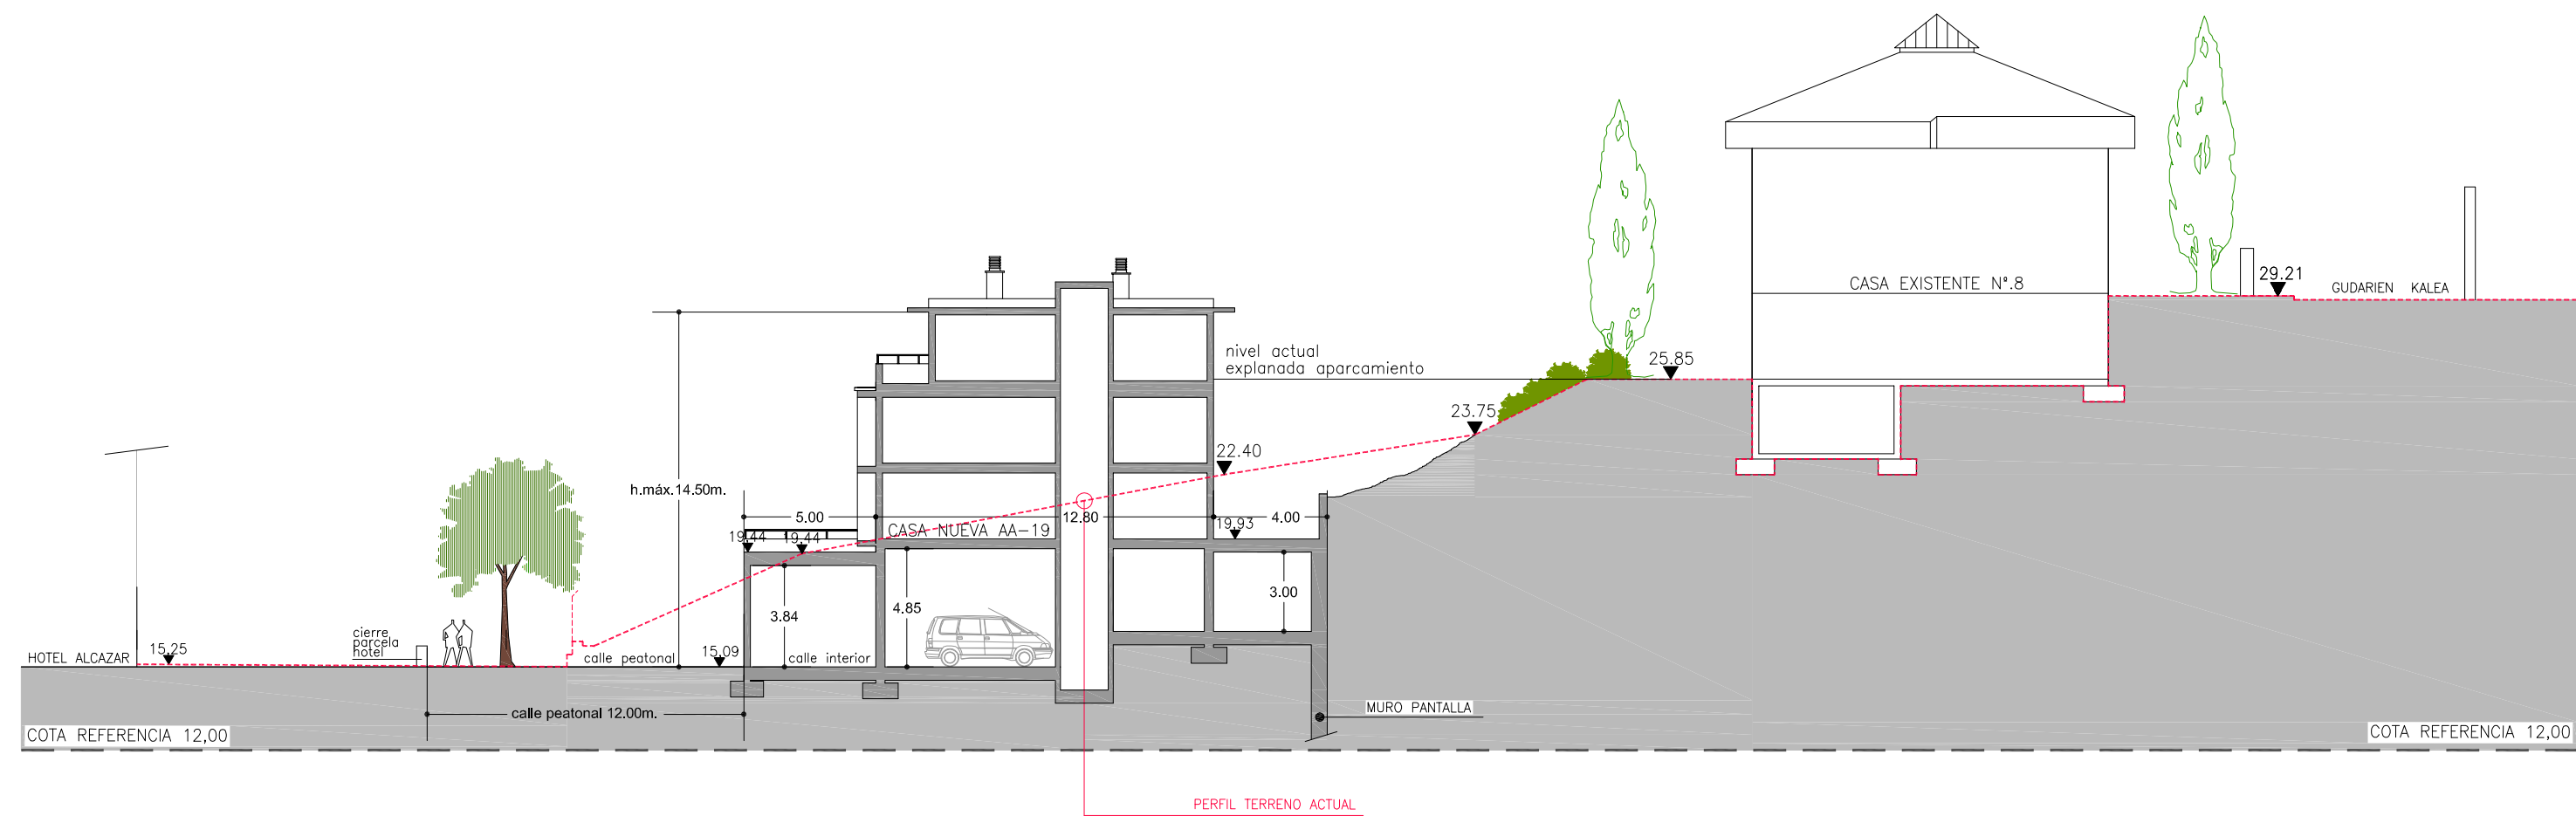 CASA EXISTENTE Nº.8
29.21
GUDARIEN KALEA
nivel actual
explanada aparcamiento
25.85
23.75
22.40
h.máx.14.50m.
5.00
12.80
4.00
CASA NUEVA AA-19
19,93
19,44
19,44
3.84
4.85
3.00
cierre
parcela
hotel
HOTEL ALCAZAR
15,25
calle peatonal
15,09
calle interior
calle peatonal 12.00m.
MURO PANTALLA
COTA REFERENCIA 12,00
COTA REFERENCIA 12,00
PERFIL TERRENO ACTUAL